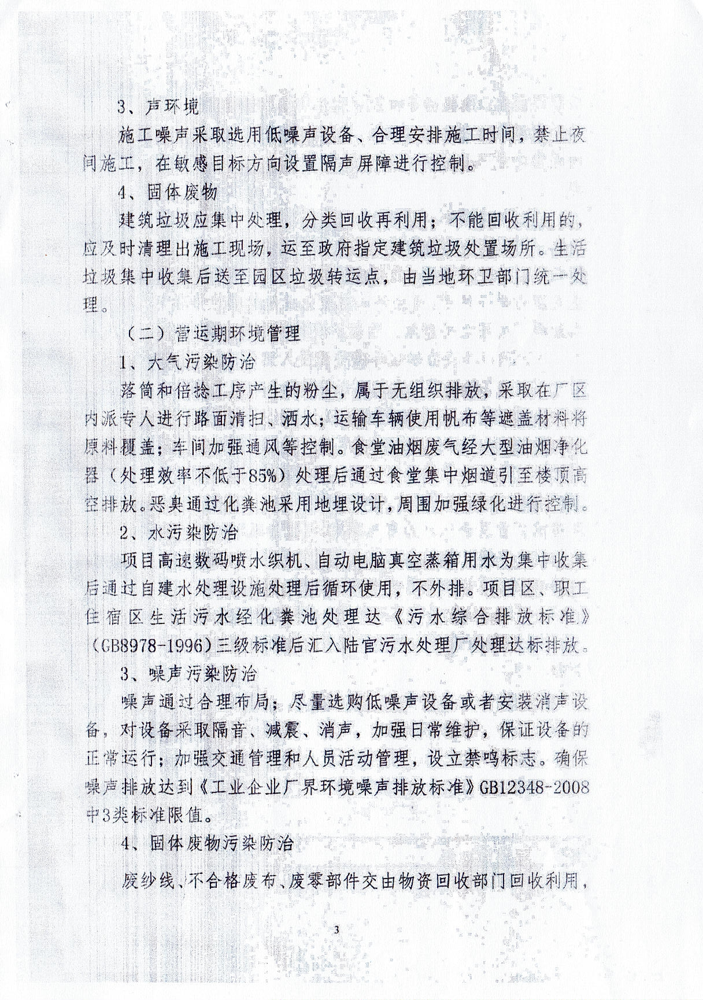 3、声环境
施工噪声采取选用低噪声设备、合理安排施工时间，禁止夜
间施工，在敏感目标方向设置隔声屏障进行控制。
4、固体废物
建筑垃圾应集中处理，分类回收再利用；不能回收利用的，
应及时清理出施工现场，运至政府指定建筑垃圾处置场所。生活
垃圾集中收集后送至园区垃圾转运点，由当地环卫部门统一处
理。
（二）营运期环境管理
1、大气污染防治
落筒和倍捻工序产生的粉尘，属于无组织排放，采取在厂区
内派专人进行路面清扫、洒水；运输车辆使用帆布等遮盖材料将
原料覆盖；车间加强通风等控制。食堂油烟废气经大型油烟净化
器（处理效率不低于85%）处理后通过食堂集中烟道引至楼顶高
空排放。恶臭通过化粪池采用地埋设计，周围加强绿化进行控制。
2、水污染防治
项目高速数码喷水织机、自动电脑真空蒸箱用水为集中收集
后通过自建水处理设施处理后循环使用，不外排。项目区、职工
住宿区生活污水经化粪池处理达《污水综合排放标准》
（GB8978-1996）三级标准后汇入陆官污水处理厂处理达标排放。
3、噪声污染防治
噪声通过合理布局；尽量选购低噪声设备或者安装消声设
备，对设备采取隔音、减震、消声，加强日常维护，保证设备的
正常运行；加强交通管理和人员活动管理，设立禁鸣标志。确保
噪声排放达到《工业企业厂界环境噪声排放标准》GB12348-2008
中3类标准限值。
4、固体废物污染防治
废纱线、不合格废布、废零部件交由物资回收部门回收利用，
3